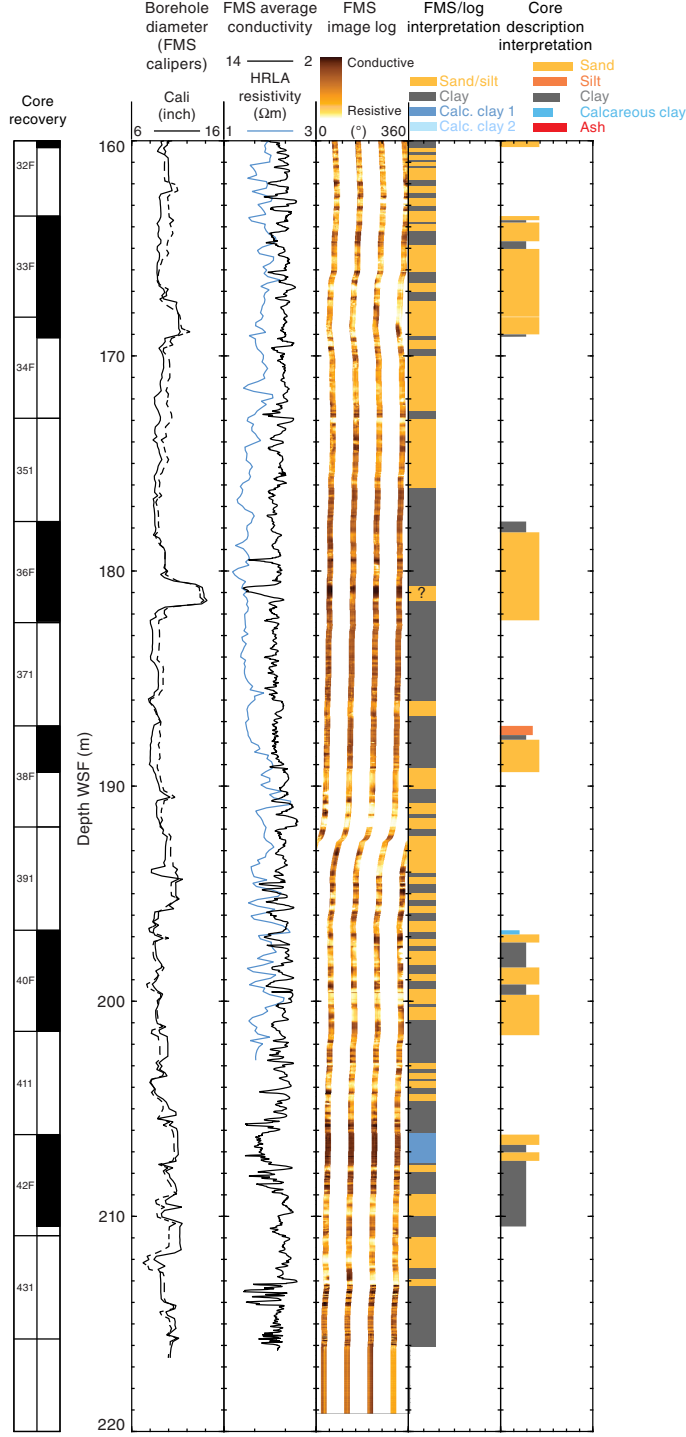 Borehole
diameter
(FMS
calipers)
FMS average
conductivity
FMS
image log
FMS/log
interpretation
Core
description
interpretation
Core
recovery
Cali
(inch)
6 16
14 2
HRLA
resistivity
(Ωm)
1 3
Conductive
Resistive
0 (°) 360
Sand/silt
Clay
Calc. clay 1
Calc. clay 2
Sand
Silt
Clay
Calcareous clay
Ash
Depth WSF (m)
160
170
180
190
200
210
220
32F
33F
34F
351
36F
371
38F
391
40F
411
42F
431
?